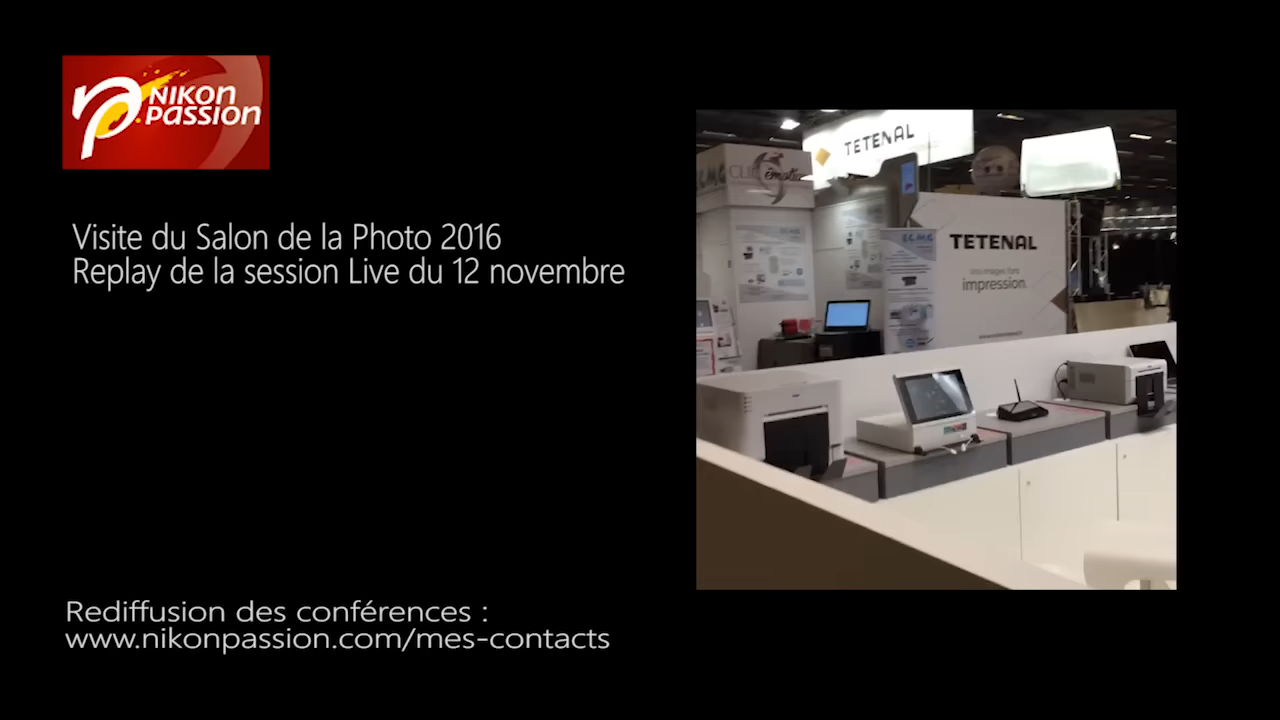 NIKON
PASSION
Visite du Salon de la Photo 2016
Replay de la session Live du 12 novembre
TETENAL
TETENAL
impression.
Rediffusion des conférences :
www.nikonpassion.com/mes-contacts